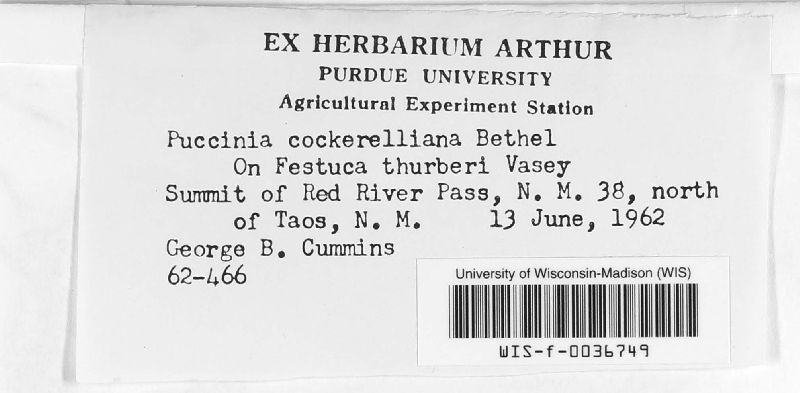 EX HERBARIUM ARTHUR
PURDUE UNIVERSITY
Agricultural Experiment Station
Puccinia cockerelliana Bethel
On Festuca thurberi Vasey
Summit of Red River Pass, N. M. 38, north
of Taos, N. M. 13 June, 1962
George B. Cummins
62-466
University of Wisconsin-Madison (WIS)
WIS-f-0036749